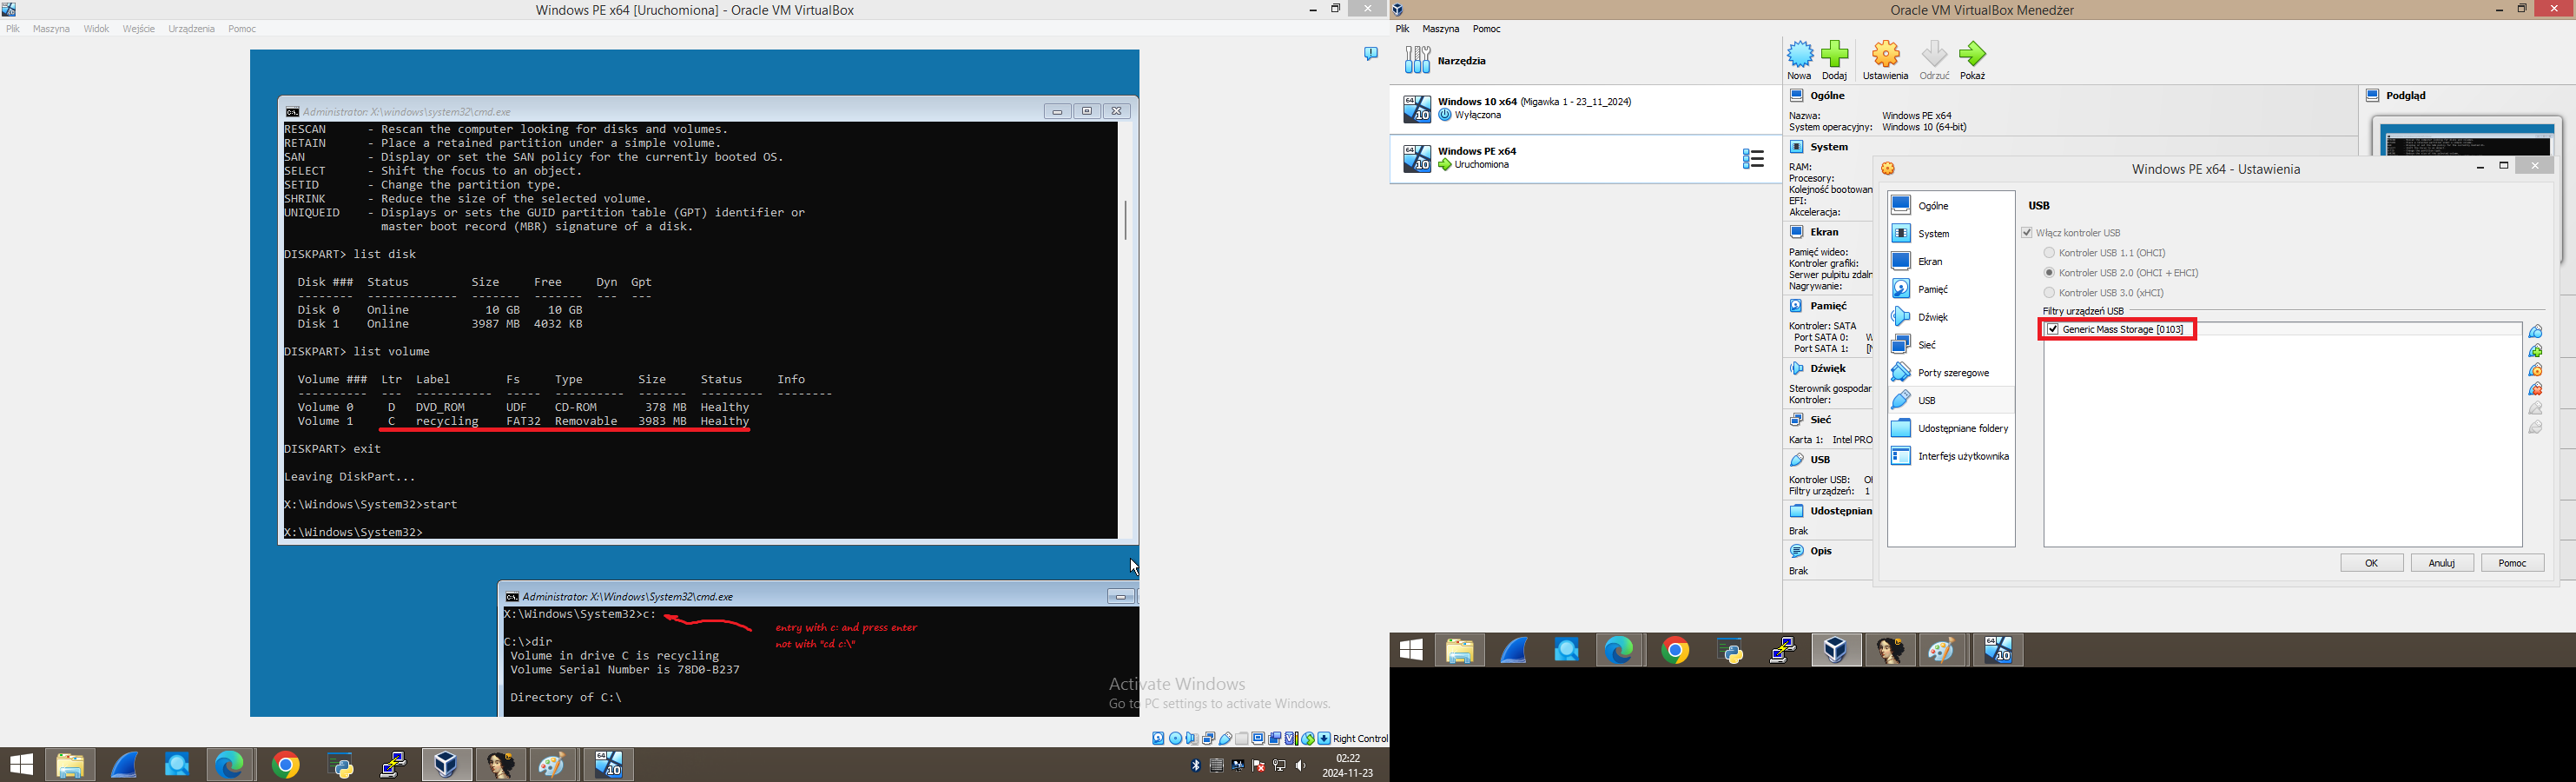 Windows PE x64 [Uruchomiona] - Oracle VM VirtualBox
Plik Maszyna Widok Wejście Urządzenia Pomoc
Administrator: X:\windows\system32\cmd.exe
RESCAN - Rescan the computer looking for disks and volumes.
RETAIN - Place a retained partition under a simple volume.
SAN - Display or set the SAN policy for the currently booted OS.
SELECT - Shift the focus to an object.
SETID - Change the partition type.
SHRINK - Reduce the size of the selected volume.
UNIQUEID - Displays or sets the GUID partition table (GPT) identifier or
master boot record (MBR) signature of a disk.
DISKPART> list disk
Disk ### Status Size Free Dyn Gpt
-------- ------------- ------- ------- --- ---
Disk 0 Online 10 GB 10 GB
Disk 1 Online 3987 MB 4032 KB
DISKPART> list volume
Volume ### Ltr Label Fs Type Size Status Info
---------- --- ----------- ----- ---------- ------- --------- --------
Volume 0 D DVD_ROM UDF CD-ROM 378 MB Healthy
Volume 1 C recycling FAT32 Removable 3983 MB Healthy
DISKPART> exit
Leaving DiskPart...
X:\Windows\System32>start
X:\Windows\System32>
Administrator: X:\Windows\System32\cmd.exe
X:\Windows\System32>c:
entry with c: and press enter
not with "cd c:\"
C:\>dir
Volume in drive C is recycling
Volume Serial Number is 78D0-B237
Directory of C:\
Activate Windows
Go to PC settings to activate Windows.
Right Control
02:22
2024-11-23
Oracle VM VirtualBox Menedżer
Plik Maszyna Pomoc
Narzędzia
Nowa Dodaj Ustawienia Odrzuć Pokaż
Windows 10 x64 (Migawka 1 - 23_11_2024)
Wyłączona
Windows PE x64
Uruchomiona
Ogólne
Nazwa: Windows PE x64
System operacyjny: Windows 10 (64-bit)
System
RAM:
Procesory:
Kolejność bootowan
EFI:
Akceleracja:
Ekran
Pamięć wideo:
Kontroler grafiki:
Serwer pulpitu zdaln
Nagrywanie:
Pamięć
Kontroler: SATA
Port SATA 0: W
Port SATA 1: [N
Dźwięk
Sterownik gospodar
Kontroler:
Sieć
Karta 1: Intel PRO
USB
Kontroler USB: OH
Filtry urządzeń: 1
Udostępnian
Brak
Opis
Brak
Podgląd
Windows PE x64 - Ustawienia
Ogólne
System
Ekran
Pamięć
Dźwięk
Sieć
Porty szeregowe
USB
Udostępniane foldery
Interfejs użytkownika
USB
Włącz kontroler USB
Kontroler USB 1.1 (OHCI)
Kontroler USB 2.0 (OHCI + EHCI)
Kontroler USB 3.0 (xHCI)
Filtry urządzeń USB
Generic Mass Storage [0103]
OK Anuluj Pomoc